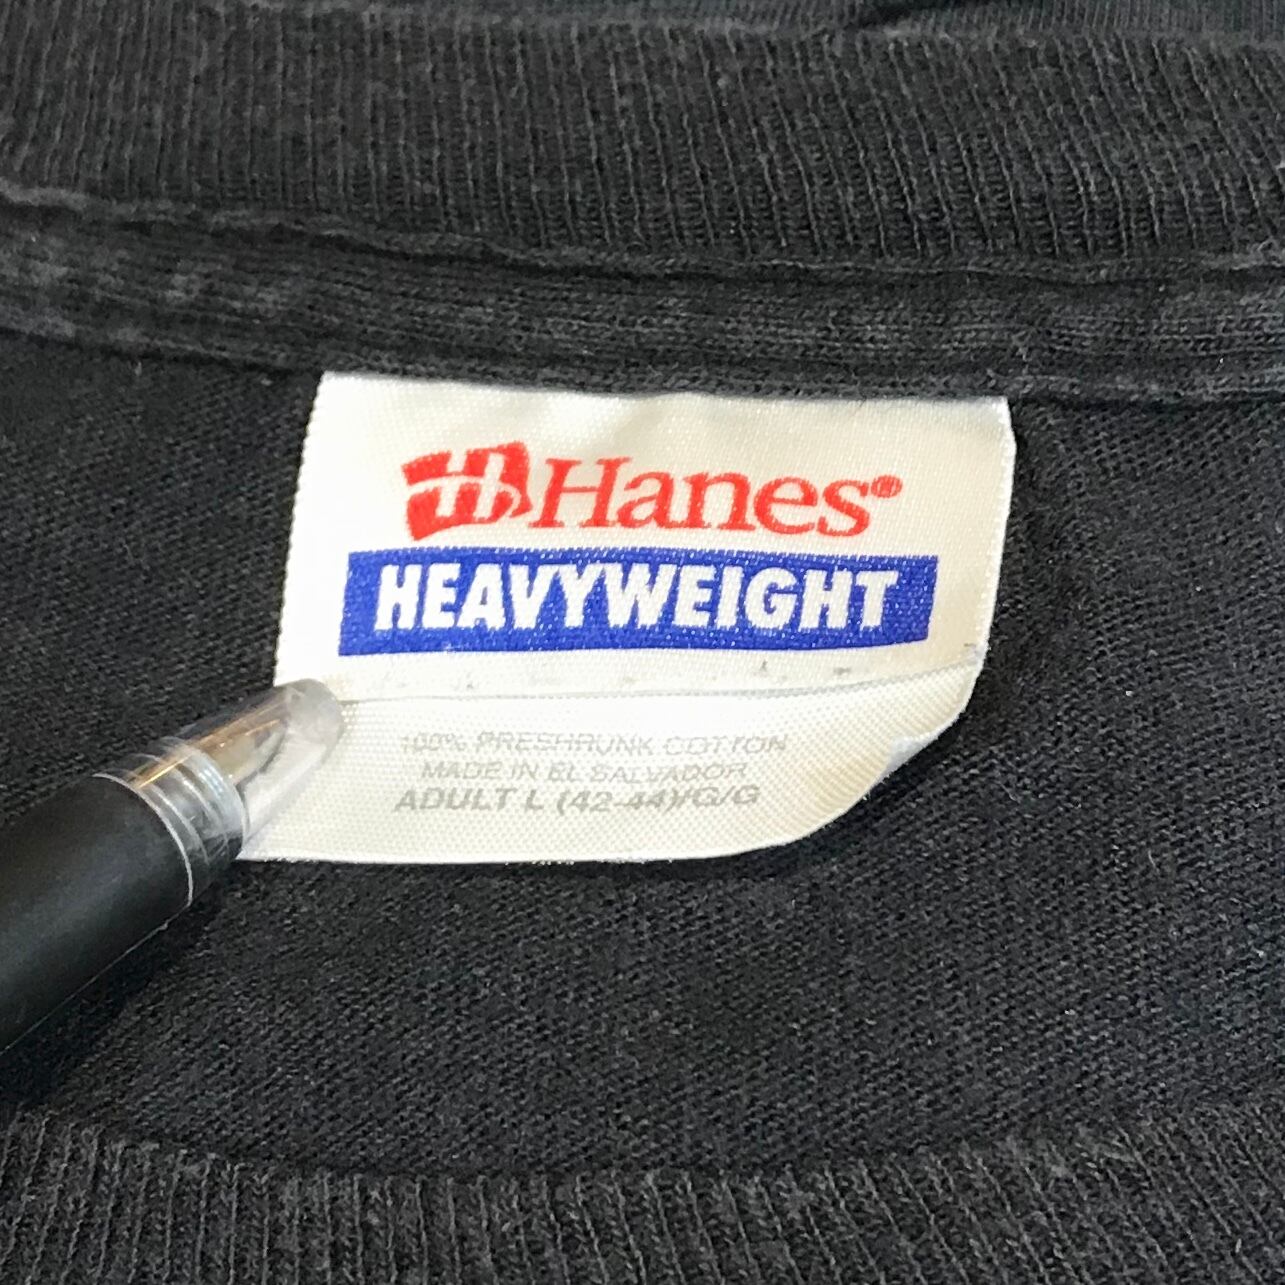 H Hanes®
HEAVYWEIGHT
100% PRESHRUNK COTTON
MADE IN EL SALVADOR
ADULT L (42-44)/G/G